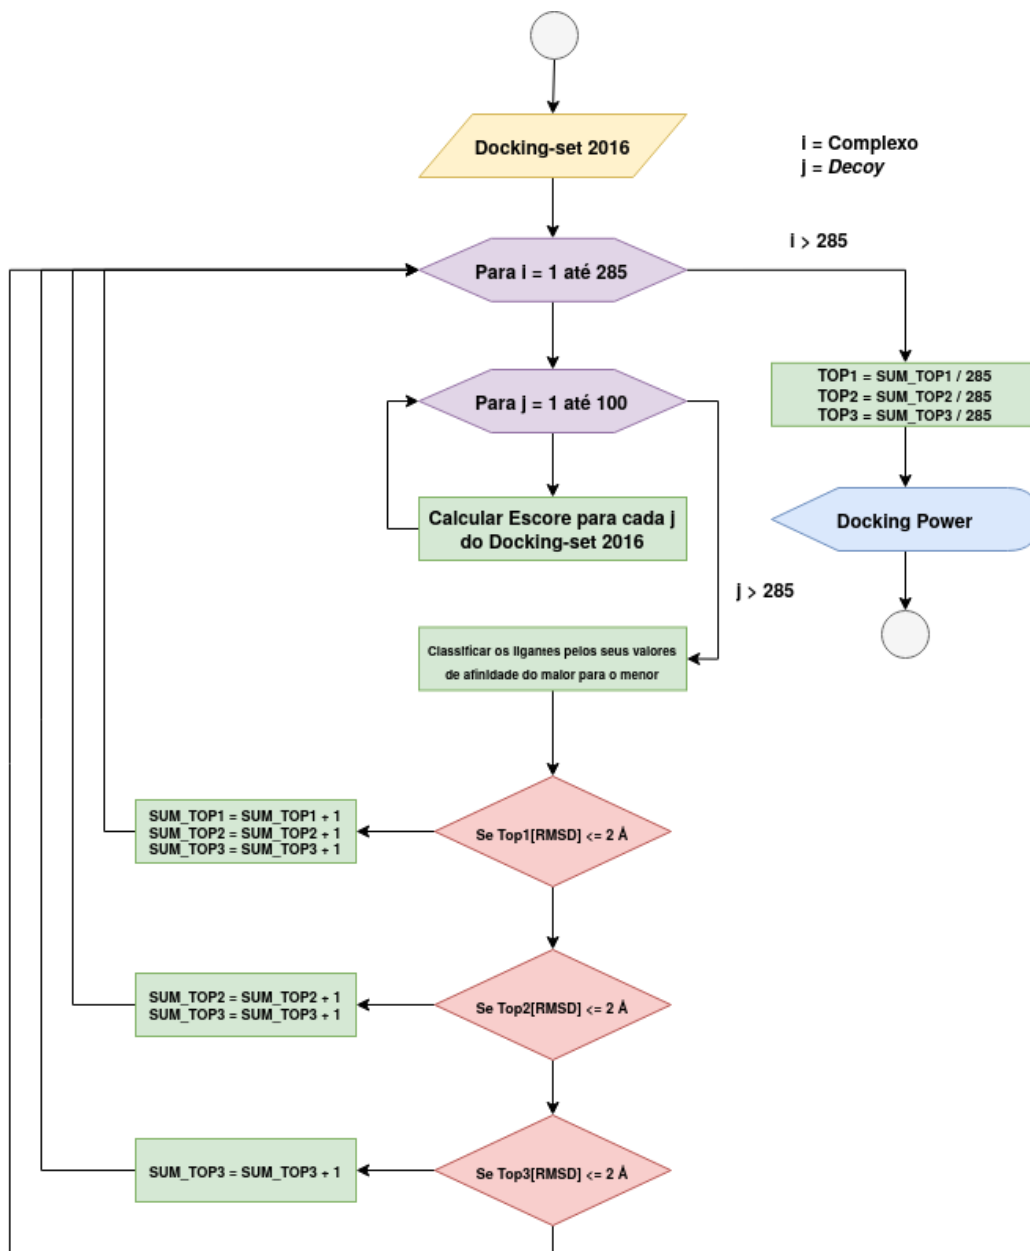 Docking-set 2016
i = Complexo
j = Decoy
i > 285
Para i = 1 até 285
TOP1 = SUM_TOP1 / 285
TOP2 = SUM_TOP2 / 285
TOP3 = SUM_TOP3 / 285
Para j = 1 até 100
Calcular Escore para cada j
do Docking-set 2016
Docking Power
j > 285
Classificar os ligantes pelos seus valores
de afinidade do maior para o menor
SUM_TOP1 = SUM_TOP1 + 1
SUM_TOP2 = SUM_TOP2 + 1
SUM_TOP3 = SUM_TOP3 + 1
Se Top1[RMSD] <= 2 Å
SUM_TOP2 = SUM_TOP2 + 1
SUM_TOP3 = SUM_TOP3 + 1
Se Top2[RMSD] <= 2 Å
SUM_TOP3 = SUM_TOP3 + 1
Se Top3[RMSD] <= 2 Å